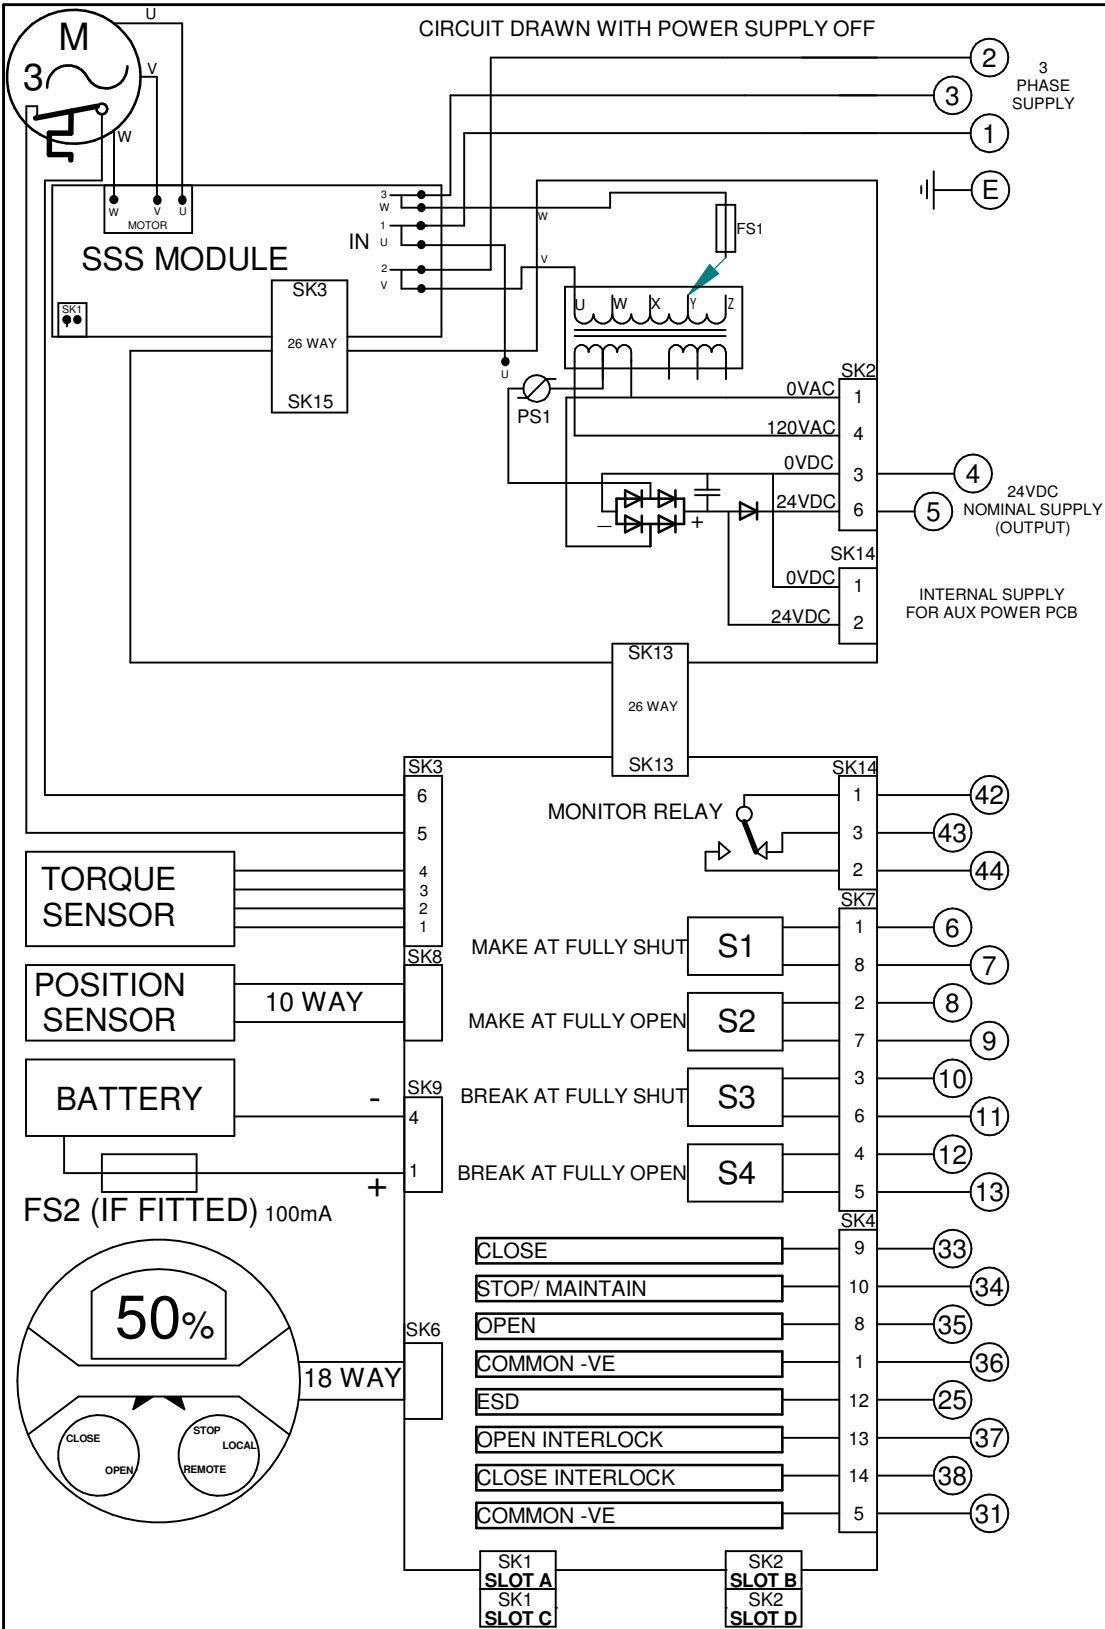 CIRCUIT DRAWN WITH POWER SUPPLY OFF
U
M
3
V
W
2
3
1
3
PHASE
SUPPLY
E
W V U
MOTOR
SSS MODULE
IN
3
W
1
U
2
V
W
V
FS1
SK1
SK3
26 WAY
SK15
U W X Y Z
U
PS1
SK2
0VAC 1
120VAC 4
0VDC 3 4
24VDC 6 5
24VDC
NOMINAL SUPPLY
(OUTPUT)
— +
SK14
0VDC 1
24VDC 2
INTERNAL SUPPLY
FOR AUX POWER PCB
SK13
26 WAY
SK13
SK3
6
5
4
3
2
1
TORQUE
SENSOR
MONITOR RELAY
SK14
1 42
3 43
2 44
SK8
POSITION
SENSOR
10 WAY
SK7
MAKE AT FULLY SHUT S1
1 6
8 7
MAKE AT FULLY OPEN S2
2 8
7 9
BREAK AT FULLY SHUT S3
3 10
6 11
BREAK AT FULLY OPEN S4
4 12
5 13
BATTERY
-
SK9
4
1
+
FS2 (IF FITTED) 100mA
SK4
CLOSE 9 33
STOP/ MAINTAIN 10 34
OPEN 8 35
COMMON -VE 1 36
ESD 12 25
OPEN INTERLOCK 13 37
CLOSE INTERLOCK 14 38
COMMON -VE 5 31
50%
SK6
18 WAY
CLOSE
OPEN
STOP
LOCAL
REMOTE
SK1
SLOT A
SK1
SLOT C
SK2
SLOT B
SK2
SLOT D